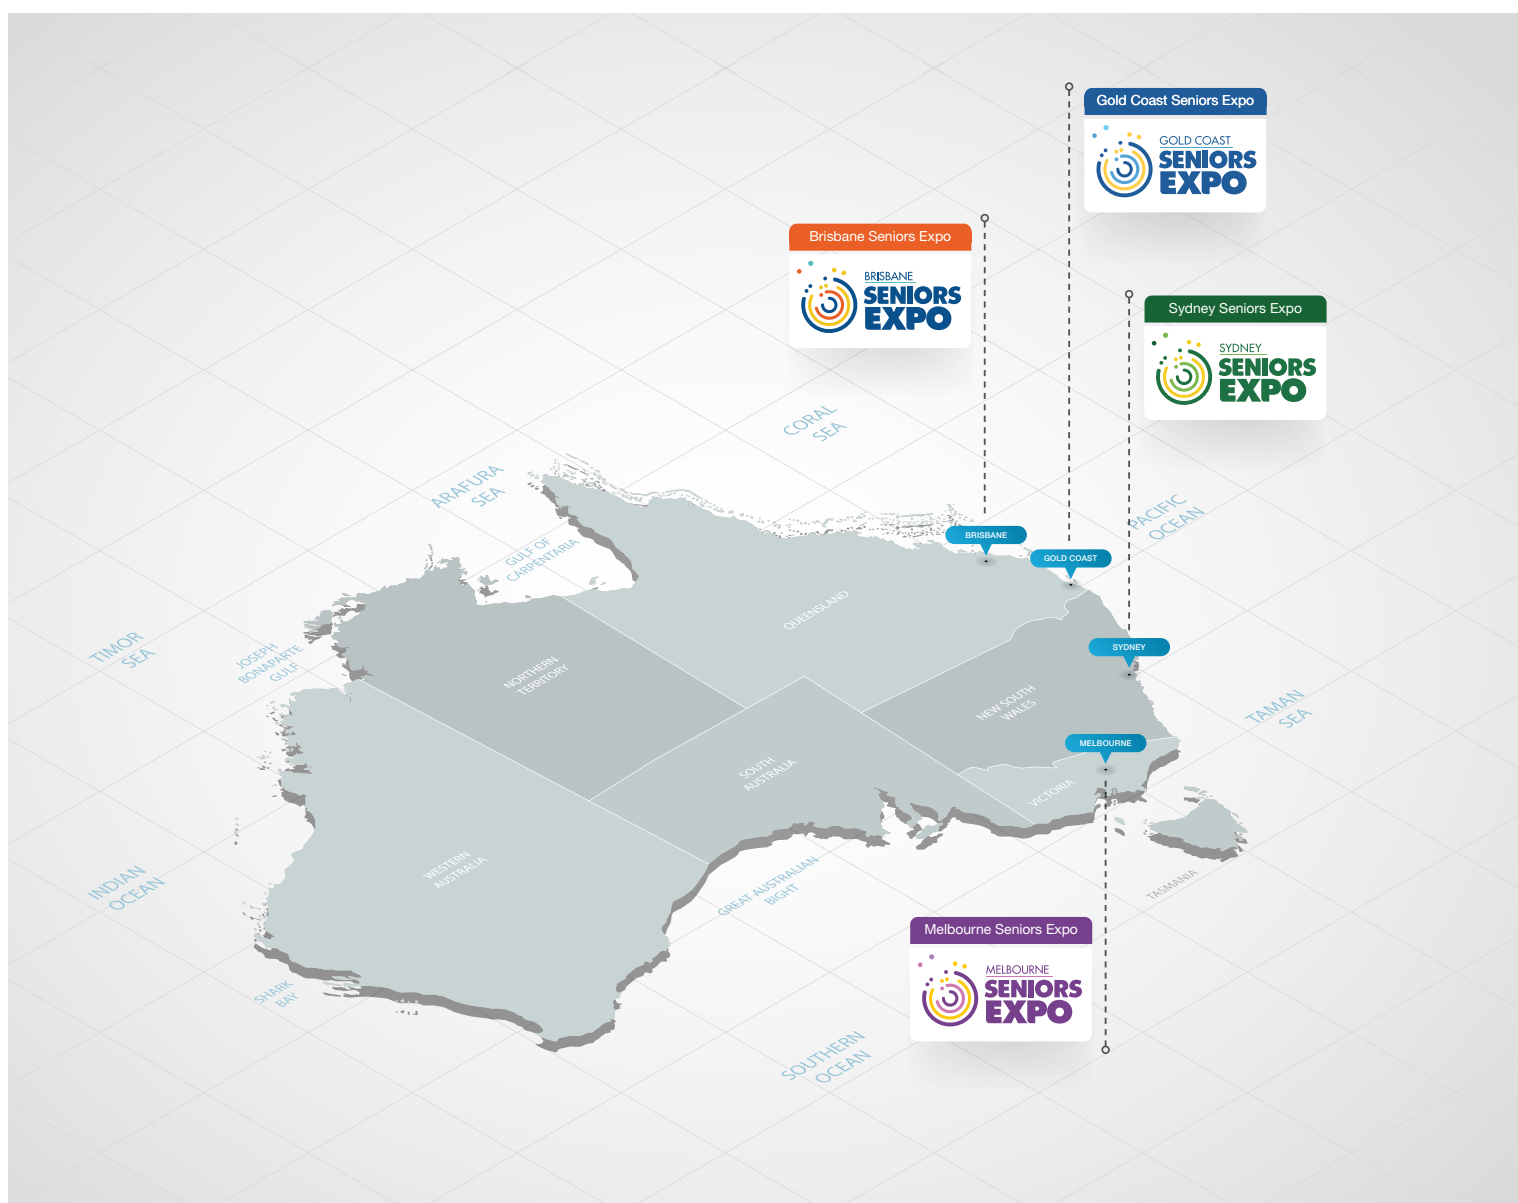 Gold Coast Seniors Expo
GOLD COAST
SENIORS
EXPO
Brisbane Seniors Expo
BRISBANE
SENIORS
EXPO
Sydney Seniors Expo
SYDNEY
SENIORS
EXPO
CORAL
SEA
ARAFURA
SEA
PACIFIC
OCEAN
GULF OF
CARPENTARIA
BRISBANE
GOLD COAST
QUEENSLAND
TIMOR
SEA
JOSEPH
BONAPARTE
GULF
NORTHERN
TERRITORY
SYDNEY
NEW SOUTH
WALES
TAMAN
SEA
MELBOURNE
SOUTH
AUSTRALIA
VICTORIA
WESTERN
AUSTRALIA
INDIAN
OCEAN
GREAT-AUSTRALIAN
BIGHT
TASMANIA
SHARK
BAY
Melbourne Seniors Expo
MELBOURNE
SENIORS
EXPO
SOUTHERN
OCEAN